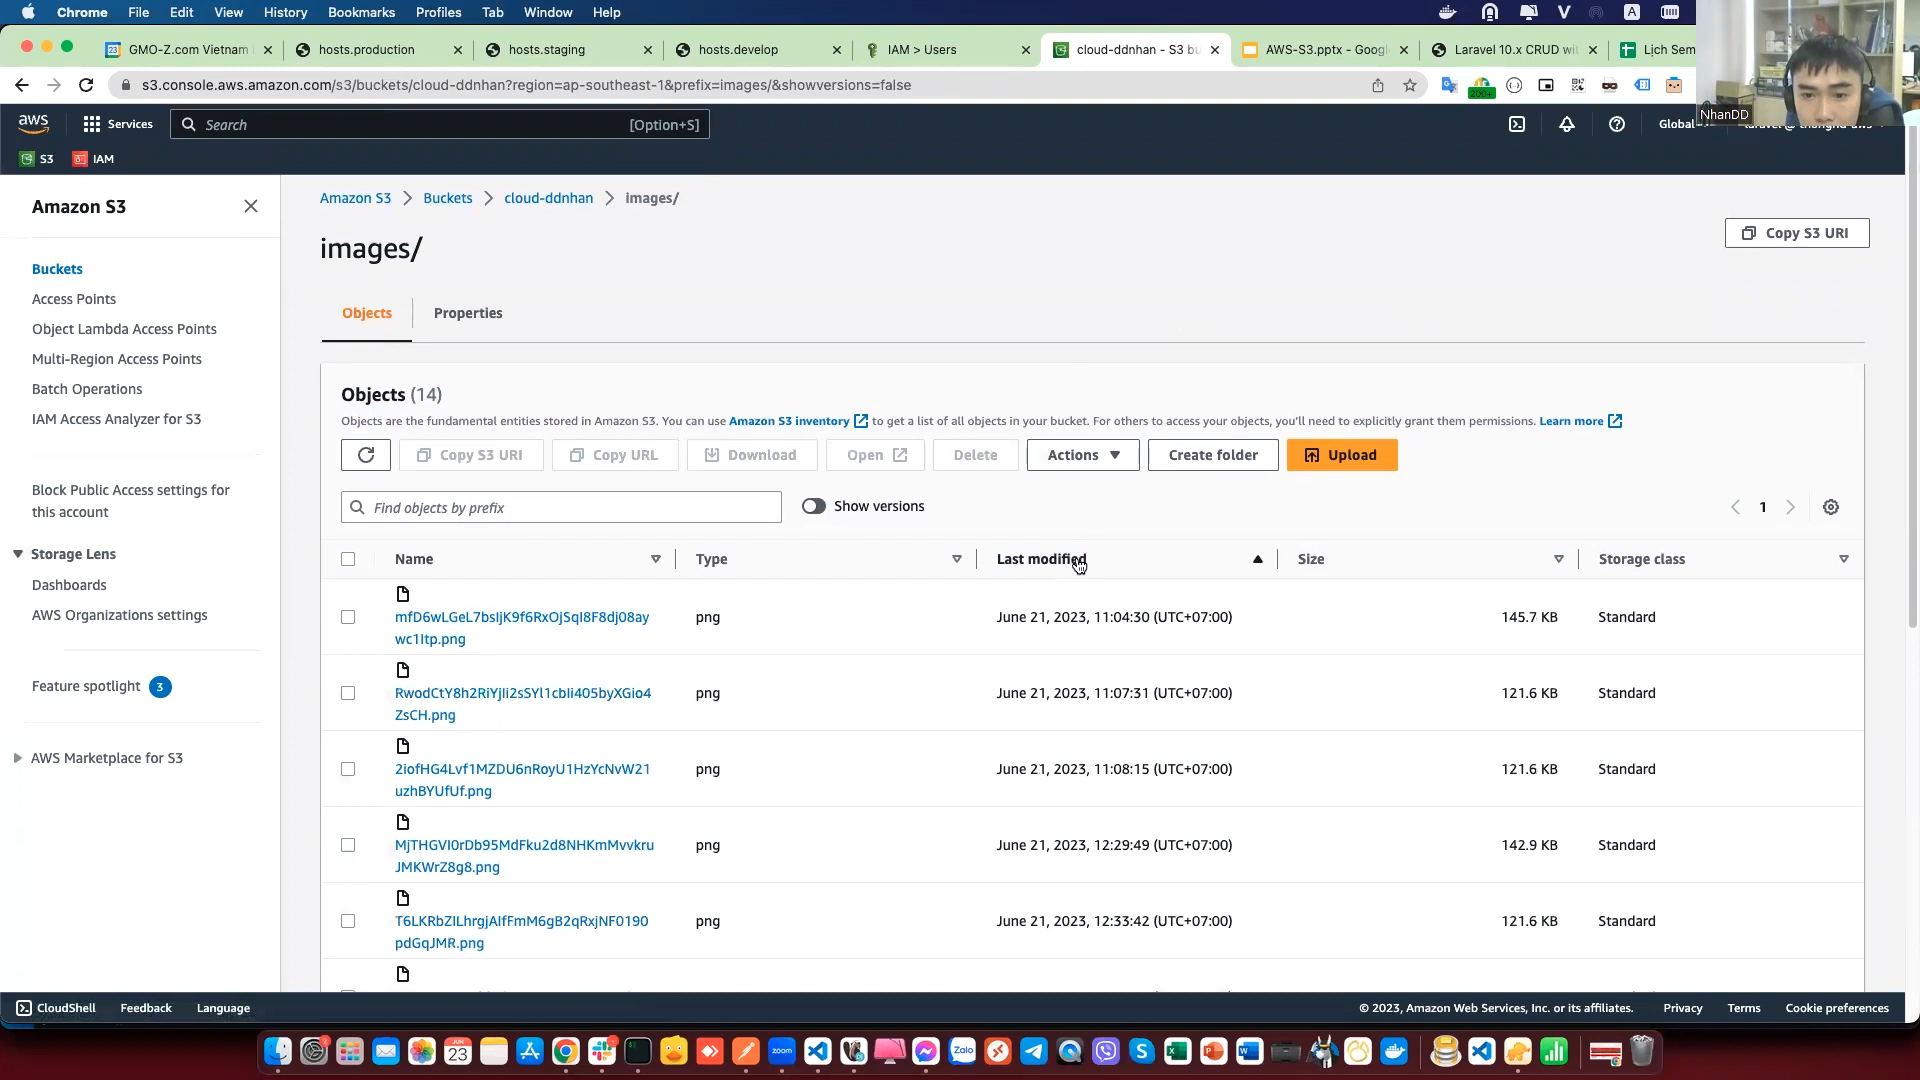 Chrome File Edit View History Bookmarks Profiles Tab Window Help
GMO-Z.com Vietnam
hosts.production
hosts.staging
hosts.develop
IAM > Users
cloud-ddnhan - S3 bu
AWS-S3.pptx - Google
Laravel 10.x CRUD wi
Lịch Sem
s3.console.aws.amazon.com/s3/buckets/cloud-ddnhan?region=ap-southeast-1&prefix=images/&showversions=false
200+
NhanDD
aws
Services
Search
[Option+S]
Global
S3
IAM
Amazon S3
Buckets
Access Points
Object Lambda Access Points
Multi-Region Access Points
Batch Operations
IAM Access Analyzer for S3
Block Public Access settings for
this account
Storage Lens
Dashboards
AWS Organizations settings
Feature spotlight 3
AWS Marketplace for S3
Amazon S3 > Buckets > cloud-ddnhan > images/
images/
Copy S3 URI
Objects
Properties
Objects (14)
Objects are the fundamental entities stored in Amazon S3. You can use Amazon S3 inventory to get a list of all objects in your bucket. For others to access your objects, you'll need to explicitly grant them permissions. Learn more
Copy S3 URI
Copy URL
Download
Open
Delete
Actions
Create folder
Upload
Find objects by prefix
Show versions
1
Name Type Last modified Size Storage class
mfD6wLGeL7bsIjK9f6RxOjSqI8F8dj08ay
wc1Itp.png
png June 21, 2023, 11:04:30 (UTC+07:00) 145.7 KB Standard
RwodCtY8h2RiYjIi2sSYl1cbIi405byXGio4
ZsCH.png
png June 21, 2023, 11:07:31 (UTC+07:00) 121.6 KB Standard
2iofHG4Lvf1MZDU6nRoyU1HzYcNvW21
uzhBYUfUf.png
png June 21, 2023, 11:08:15 (UTC+07:00) 121.6 KB Standard
MjTHGVI0rDb95MdFku2d8NHKmMvvkru
JMKWrZ8g8.png
png June 21, 2023, 12:29:49 (UTC+07:00) 142.9 KB Standard
T6LKRbZILhrgjAIfFmM6gB2qRxjNF0190
pdGqJMR.png
png June 21, 2023, 12:33:42 (UTC+07:00) 121.6 KB Standard
CloudShell Feedback Language
© 2023, Amazon Web Services, Inc. or its affiliates. Privacy Terms Cookie preferences
JUN
23
zoom
Zalo